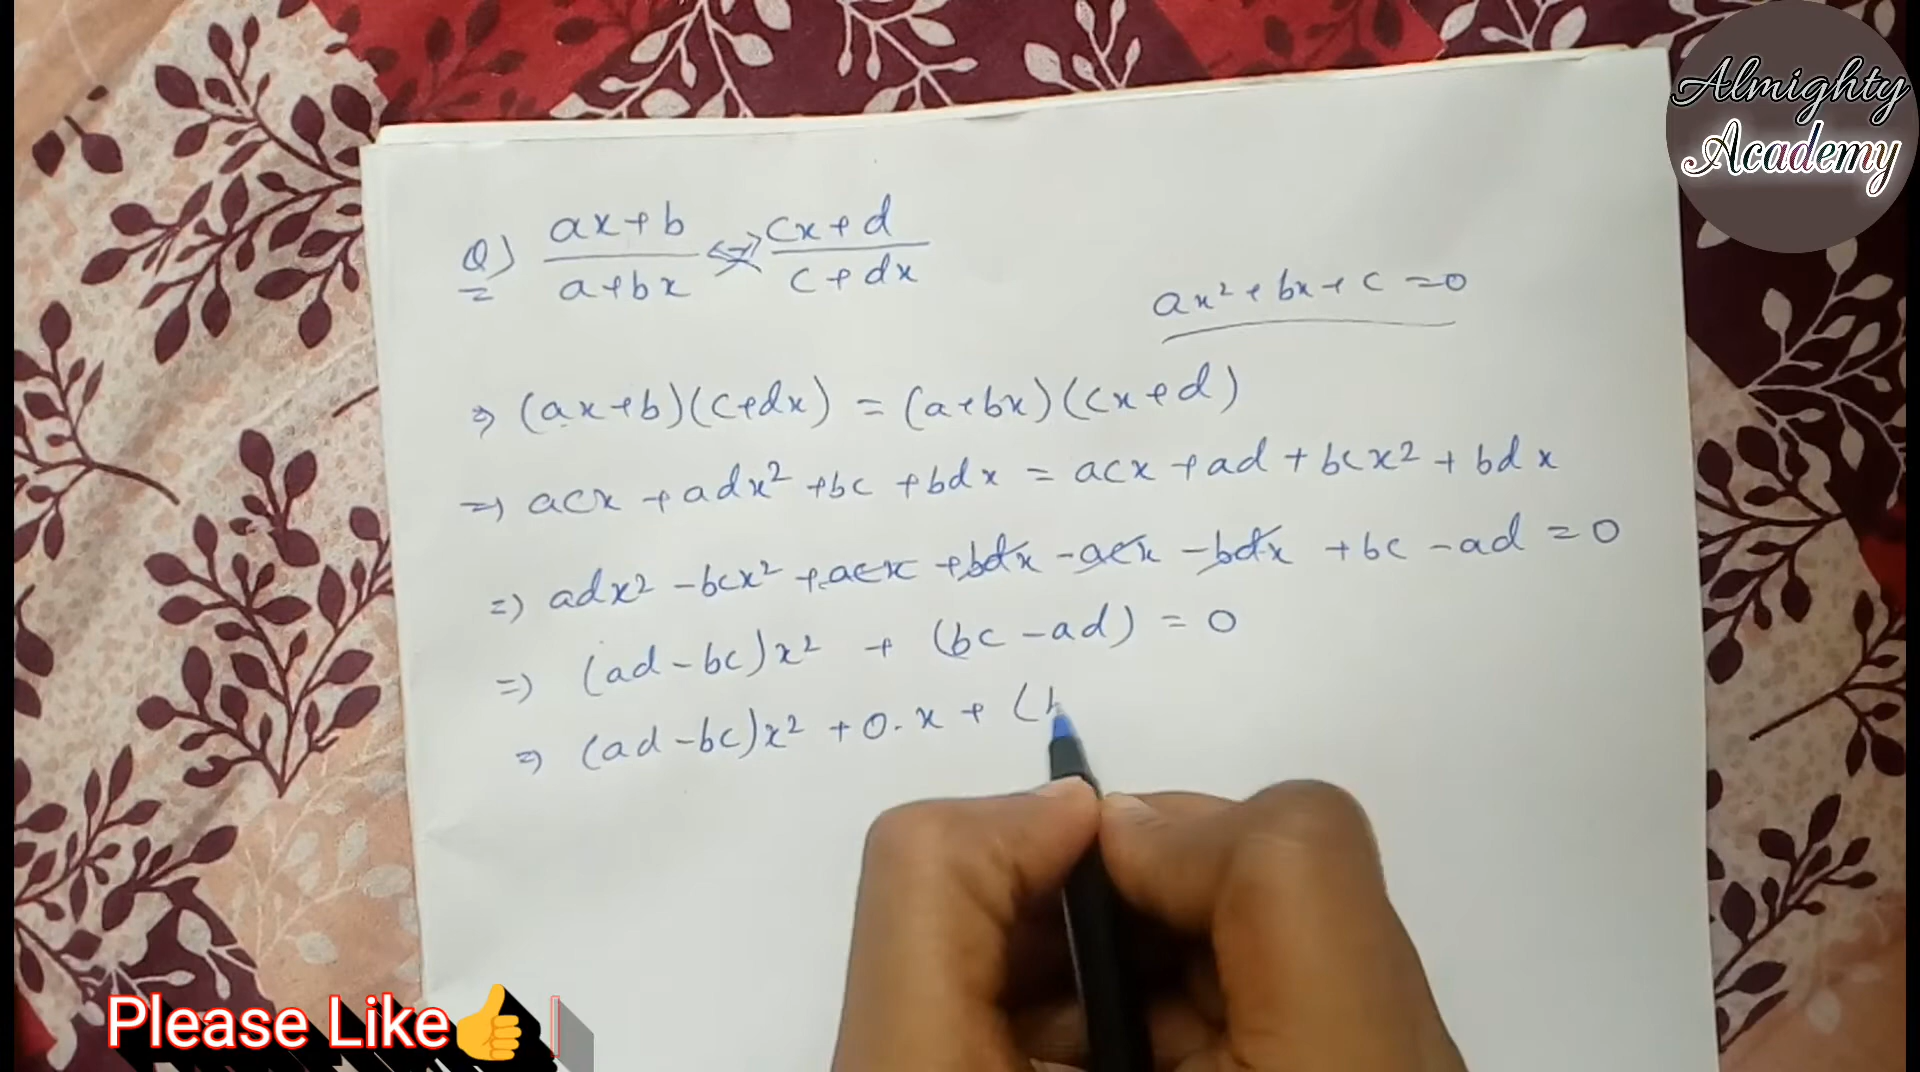 Almighty
Academy
Q) ax+b/a+bx = cx+d/c+dx
ax²+bx+c=0
⇒ (ax+b)(c+dx) = (a+bx)(cx+d)
⇒ acx + adx² + bc + bdx = acx + ad + bcx² + bdx
⇒ adx² - bcx² + acx + bdx - acx - bdx + bc - ad = 0
⇒ (ad - bc)x² + (bc - ad) = 0
⇒ (ad - bc)x² + 0. x + (
Please Like👍